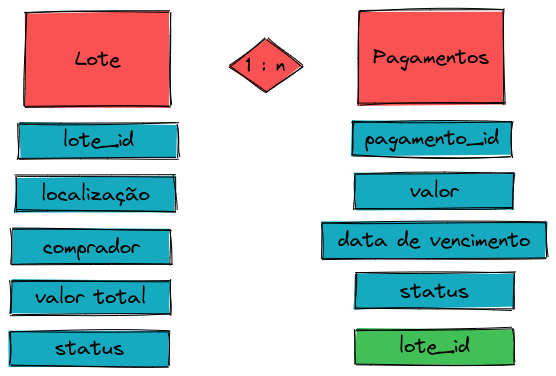 Lote
1 : n
Pagamentos
lote_id
localização
comprador
valor total
status
pagamento_id
valor
data de vencimento
status
lote_id